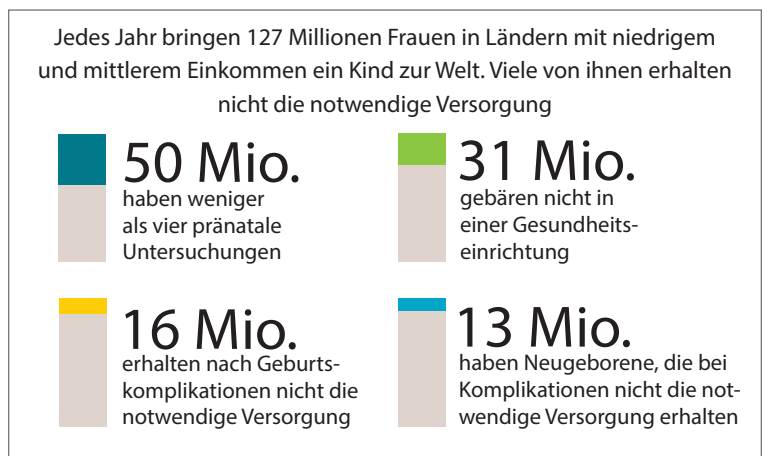 Jedes Jahr bringen 127 Millionen Frauen in Ländern mit niedrigem
und mittlerem Einkommen ein Kind zur Welt. Viele von ihnen erhalten
nicht die notwendige Versorgung
50 Mio.
haben weniger
als vier pränatale
Untersuchungen
31 Mio.
gebären nicht in
einer Gesundheits-
einrichtung
16 Mio.
erhalten nach Geburts-
komplikationen nicht die
notwendige Versorgung
13 Mio.
haben Neugeborene, die bei
Komplikationen nicht die not-
wendige Versorgung erhalten